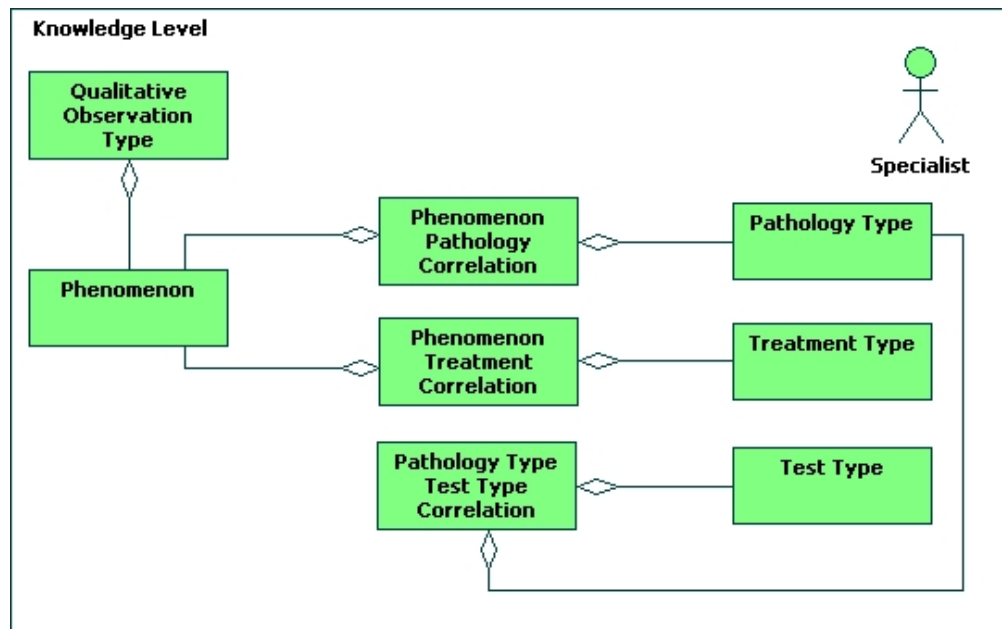 Knowledge Level
Qualitative
Observation
Type
Specialist
Phenomenon
Pathology
Correlation
Pathology Type
Phenomenon
Phenomenon
Treatment
Correlation
Treatment Type
Pathology Type
Test Type
Correlation
Test Type